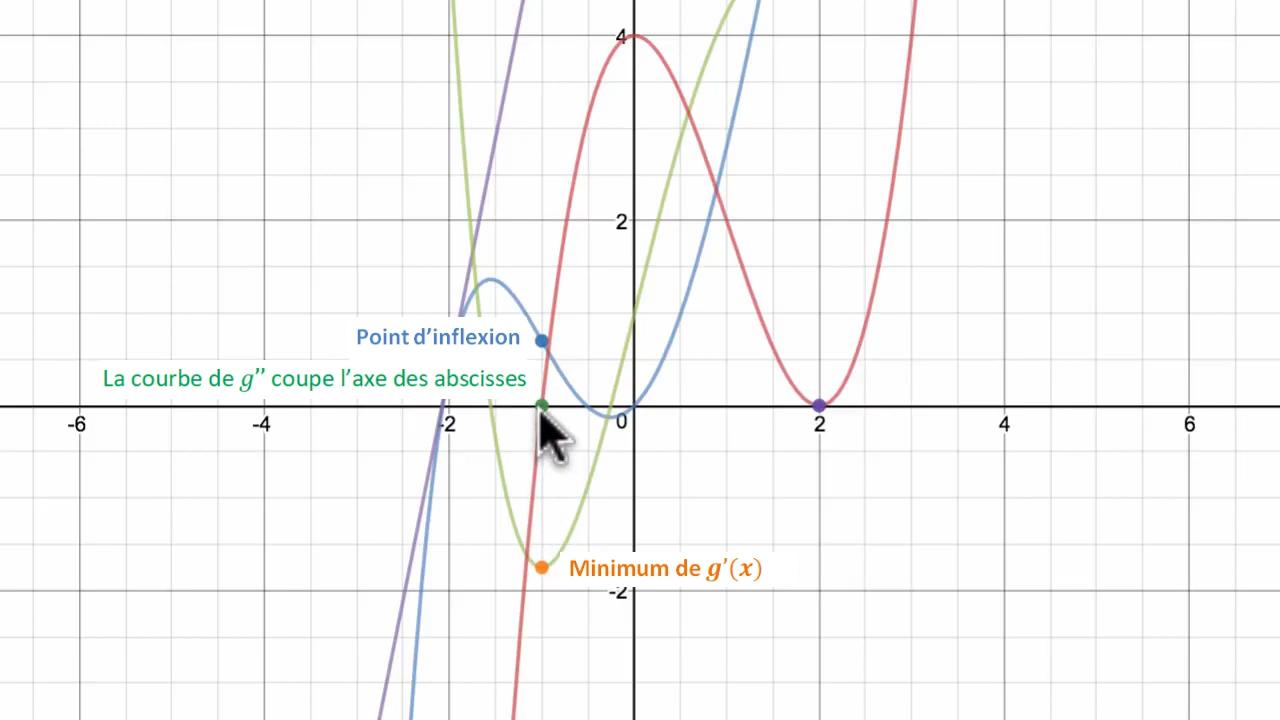 4
2
Point d’inflexion
La courbe de g’’ coupe l’axe des abscisses
-6 -4 -2 0 2 4 6
Minimum de g’(x)
-2